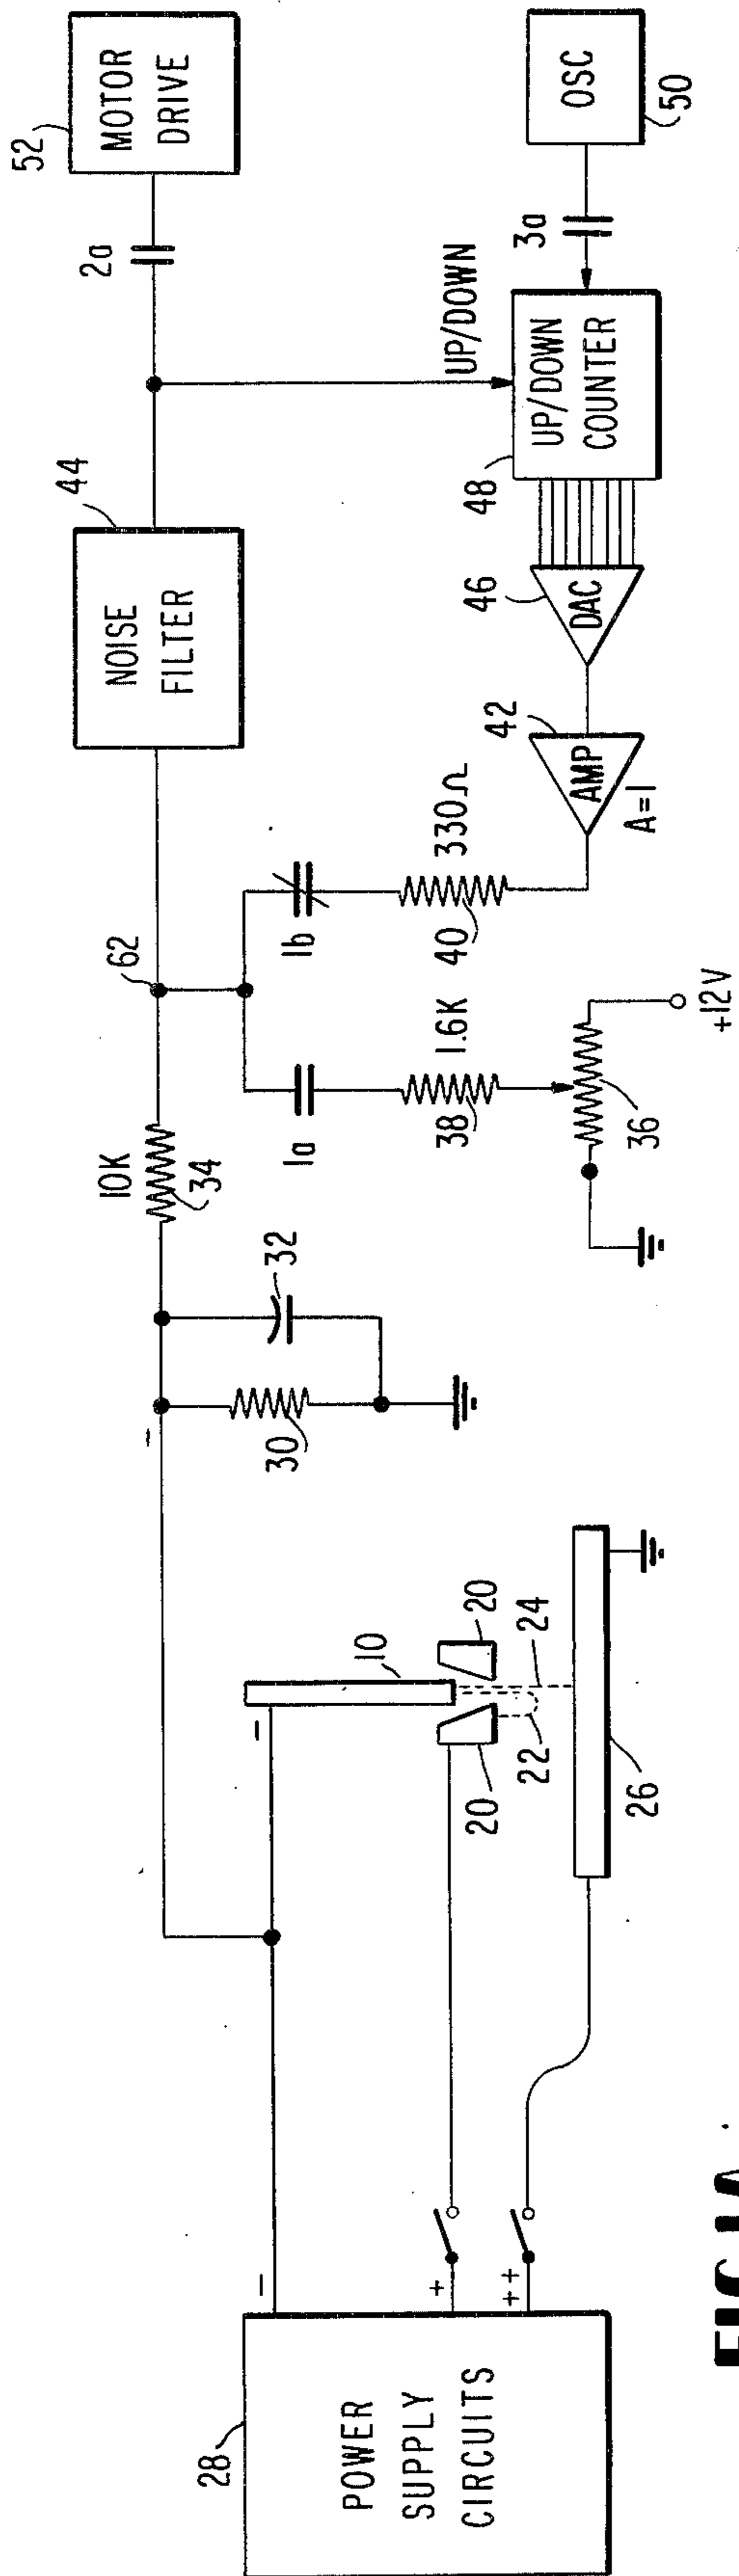 28
POWER
SUPPLY
CIRCUITS
−
+
++
−
10
20
20
22
24
26
−
30
32
10K
34
62
1a
1b
1.6K
38
330Ω
40
36
+12V
NOISE
FILTER
44
AMP
A=1
42
DAC
46
UP/DOWN
COUNTER
48
UP/DOWN
2a
MOTOR
DRIVE
52
3a
OSC
50